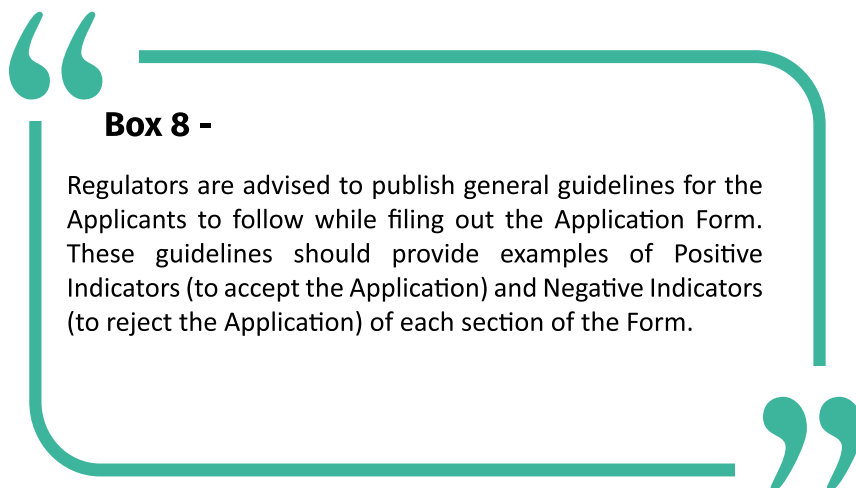 Box 8 -
Regulators are advised to publish general guidelines for the
Applicants to follow while filing out the Application Form.
These guidelines should provide examples of Positive
Indicators (to accept the Application) and Negative Indicators
(to reject the Application) of each section of the Form.